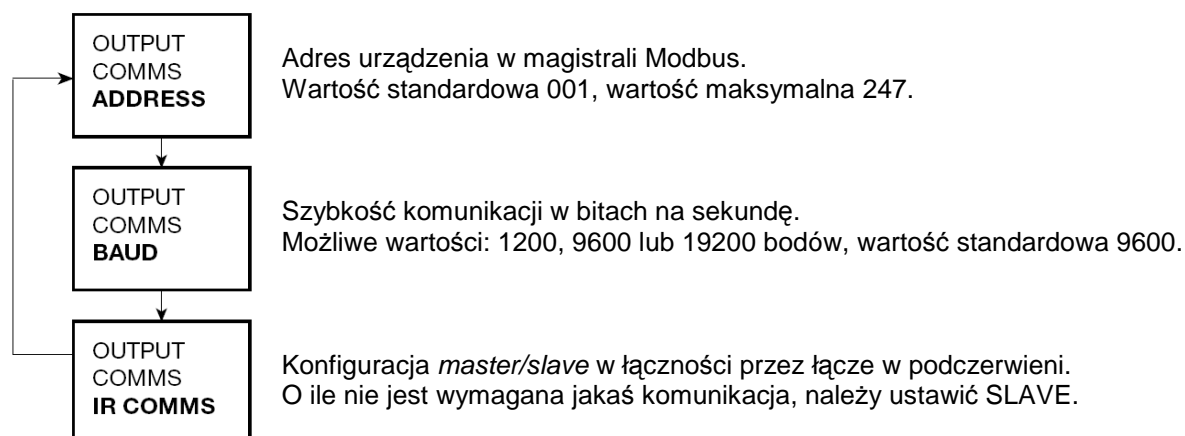 OUTPUT
COMMS
ADDRESS
Adres urządzenia w magistrali Modbus.
Wartość standardowa 001, wartość maksymalna 247.
OUTPUT
COMMS
BAUD
Szybkość komunikacji w bitach na sekundę.
Możliwe wartości: 1200, 9600 lub 19200 bodów, wartość standardowa 9600.
OUTPUT
COMMS
IR COMMS
Konfiguracja master/slave w łączności przez łącze w podczerwieni.
O ile nie jest wymagana jakaś komunikacja, należy ustawić SLAVE.